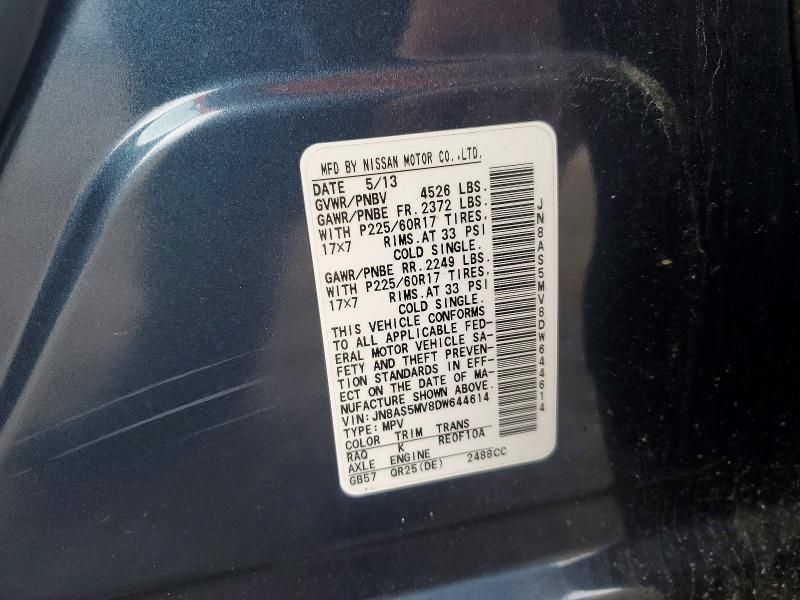 MFD BY NISSAN MOTOR CO.,LTD.
DATE 5/13
GVWR/PNBV 4526 LBS.
GAWR/PNBE FR. 2372 LBS.
WITH P225/60R17 TIRES,
17X7 RIMS.AT 33 PSI
COLD SINGLE.
GAWR/PNBE RR. 2249 LBS.
WITH P225/60R17 TIRES,
17X7 RIMS.AT 33 PSI
COLD SINGLE.
THIS VEHICLE CONFORMS
TO ALL APPLICABLE FED-
ERAL MOTOR VEHICLE SA-
FETY AND THEFT PREVEN-
TION STANDARDS IN EFF-
ECT ON THE DATE OF MA-
NUFACTURE SHOWN ABOVE.
VIN: JN8AS5MV8DW644614
TYPE: MPV
COLOR TRIM TRANS
RAQ K RE0F10A
AXLE ENGINE
GB57 QR25(DE) 2488CC
JN8AS5MV8DW644614